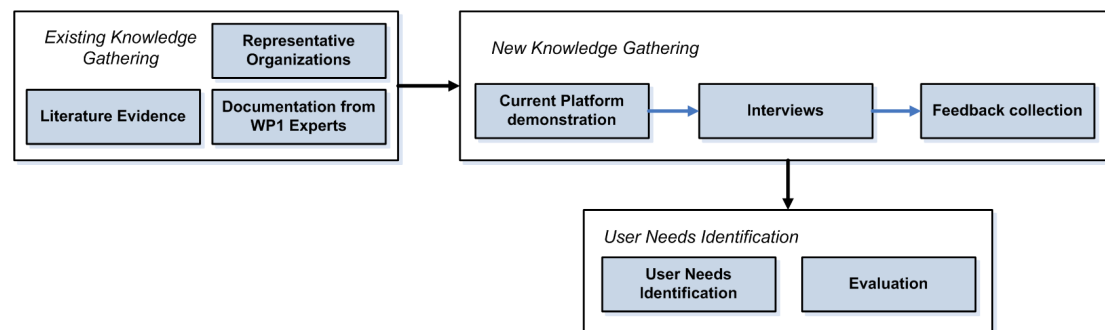 Existing Knowledge
Gathering
Representative
Organizations
Literature Evidence
Documentation from
WP1 Experts
New Knowledge Gathering
Current Platform
demonstration
Interviews
Feedback collection
User Needs Identification
User Needs
Identification
Evaluation